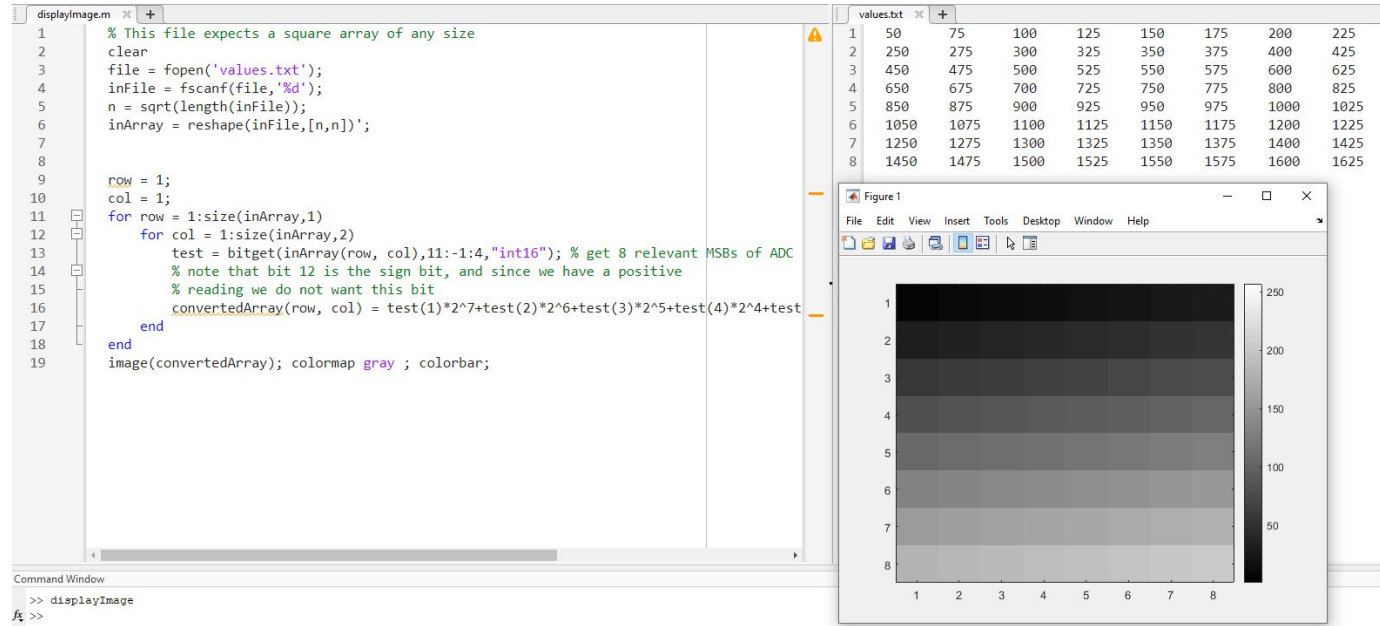 displayImage.m × +
1 % This file expects a square array of any size
2 clear
3 file = fopen('values.txt');
4 inFile = fscanf(file,'%d');
5 n = sqrt(length(inFile));
6 inArray = reshape(inFile,[n,n])';
7
8
9 row = 1;
10 col = 1;
11 for row = 1:size(inArray,1)
12 for col = 1:size(inArray,2)
13 test = bitget(inArray(row, col),11:-1:4,"int16"); % get 8 relevant MSBs of ADC
14 % note that bit 12 is the sign bit, and since we have a positive
15 % reading we do not want this bit
16 convertedArray(row, col) = test(1)*2^7+test(2)*2^6+test(3)*2^5+test(4)*2^4+test
17 end
18 end
19 image(convertedArray); colormap gray ; colorbar;
Command Window
>> displayImage
fx >>
values.txt × +
1 50 75 100 125 150 175 200 225
2 250 275 300 325 350 375 400 425
3 450 475 500 525 550 575 600 625
4 650 675 700 725 750 775 800 825
5 850 875 900 925 950 975 1000 1025
6 1050 1075 1100 1125 1150 1175 1200 1225
7 1250 1275 1300 1325 1350 1375 1400 1425
8 1450 1475 1500 1525 1550 1575 1600 1625
Figure 1
File Edit View Insert Tools Desktop Window Help
1
2
3
4
5
6
7
8
1 2 3 4 5 6 7 8
250
200
150
100
50